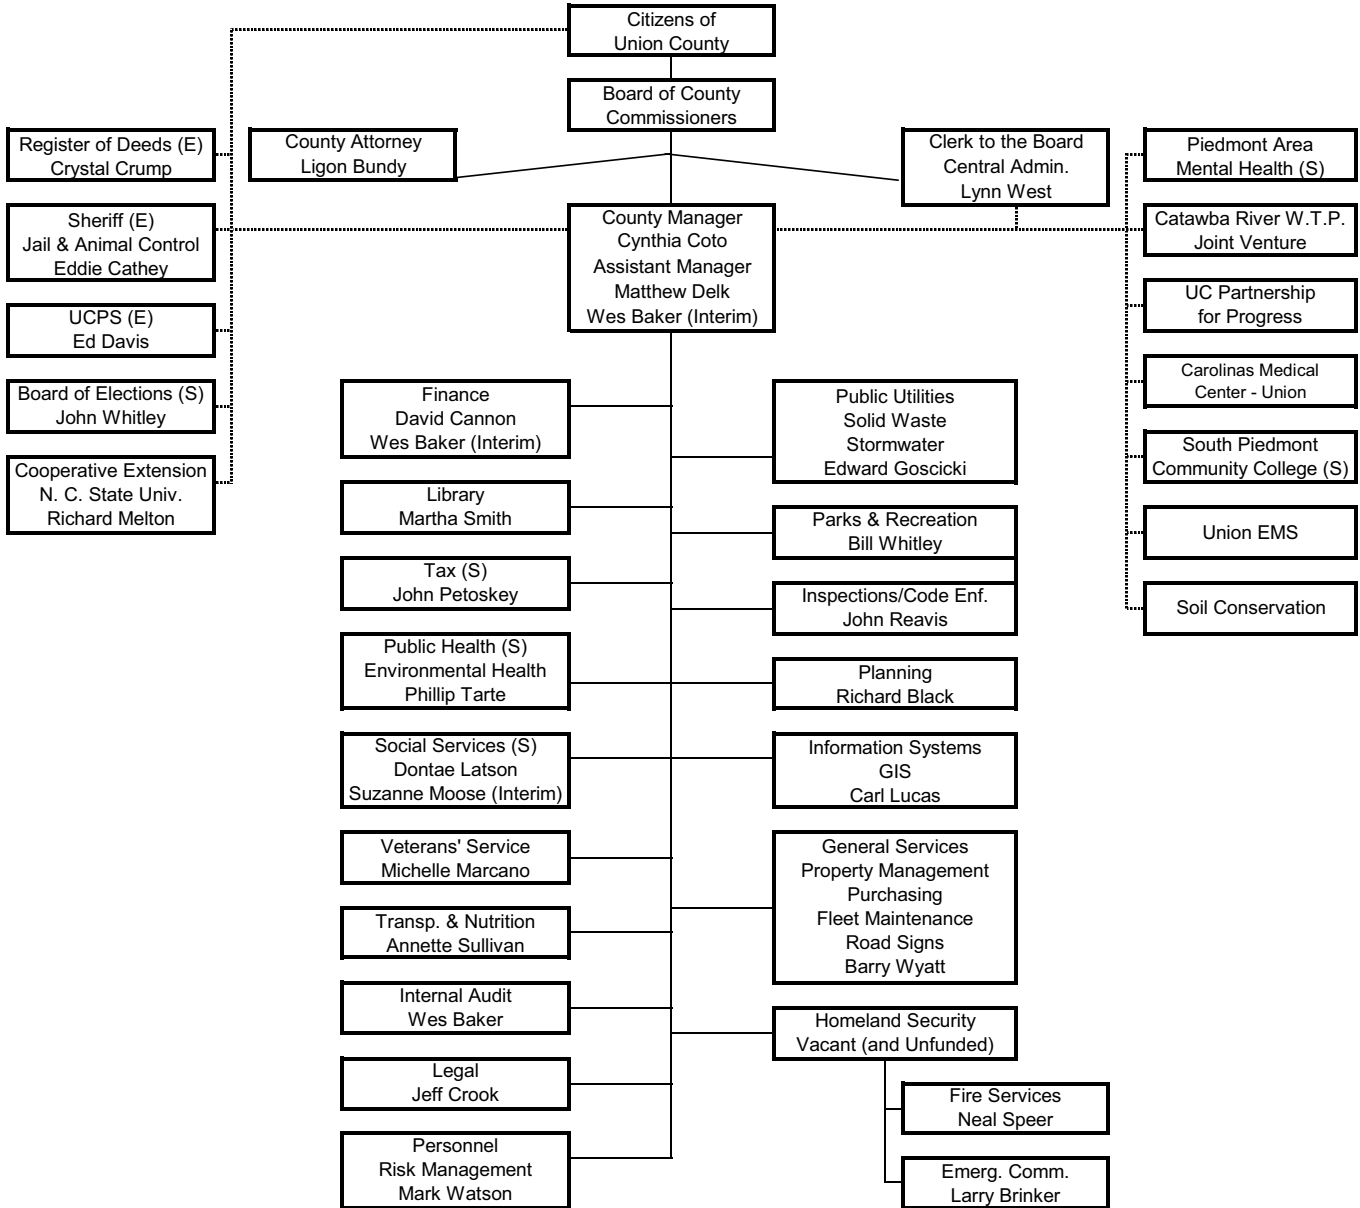 Citizens of
Union County
Board of County
Commissioners
Register of Deeds (E)
Crystal Crump
County Attorney
Ligon Bundy
Clerk to the Board
Central Admin.
Lynn West
Piedmont Area
Mental Health (S)
Sheriff (E)
Jail & Animal Control
Eddie Cathey
County Manager
Cynthia Coto
Assistant Manager
Matthew Delk
Wes Baker (Interim)
Catawba River W.T.P.
Joint Venture
UCPS (E)
Ed Davis
UC Partnership
for Progress
Board of Elections (S)
John Whitley
Finance
David Cannon
Wes Baker (Interim)
Public Utilities
Solid Waste
Stormwater
Edward Goscicki
Carolinas Medical
Center - Union
Cooperative Extension
N. C. State Univ.
Richard Melton
Library
Martha Smith
South Piedmont
Community College (S)
Parks & Recreation
Bill Whitley
Union EMS
Tax (S)
John Petoskey
Inspections/Code Enf.
John Reavis
Soil Conservation
Public Health (S)
Environmental Health
Phillip Tarte
Planning
Richard Black
Social Services (S)
Dontae Latson
Suzanne Moose (Interim)
Information Systems
GIS
Carl Lucas
Veterans' Service
Michelle Marcano
General Services
Property Management
Purchasing
Fleet Maintenance
Road Signs
Barry Wyatt
Transp. & Nutrition
Annette Sullivan
Internal Audit
Wes Baker
Homeland Security
Vacant (and Unfunded)
Legal
Jeff Crook
Fire Services
Neal Speer
Personnel
Risk Management
Mark Watson
Emerg. Comm.
Larry Brinker